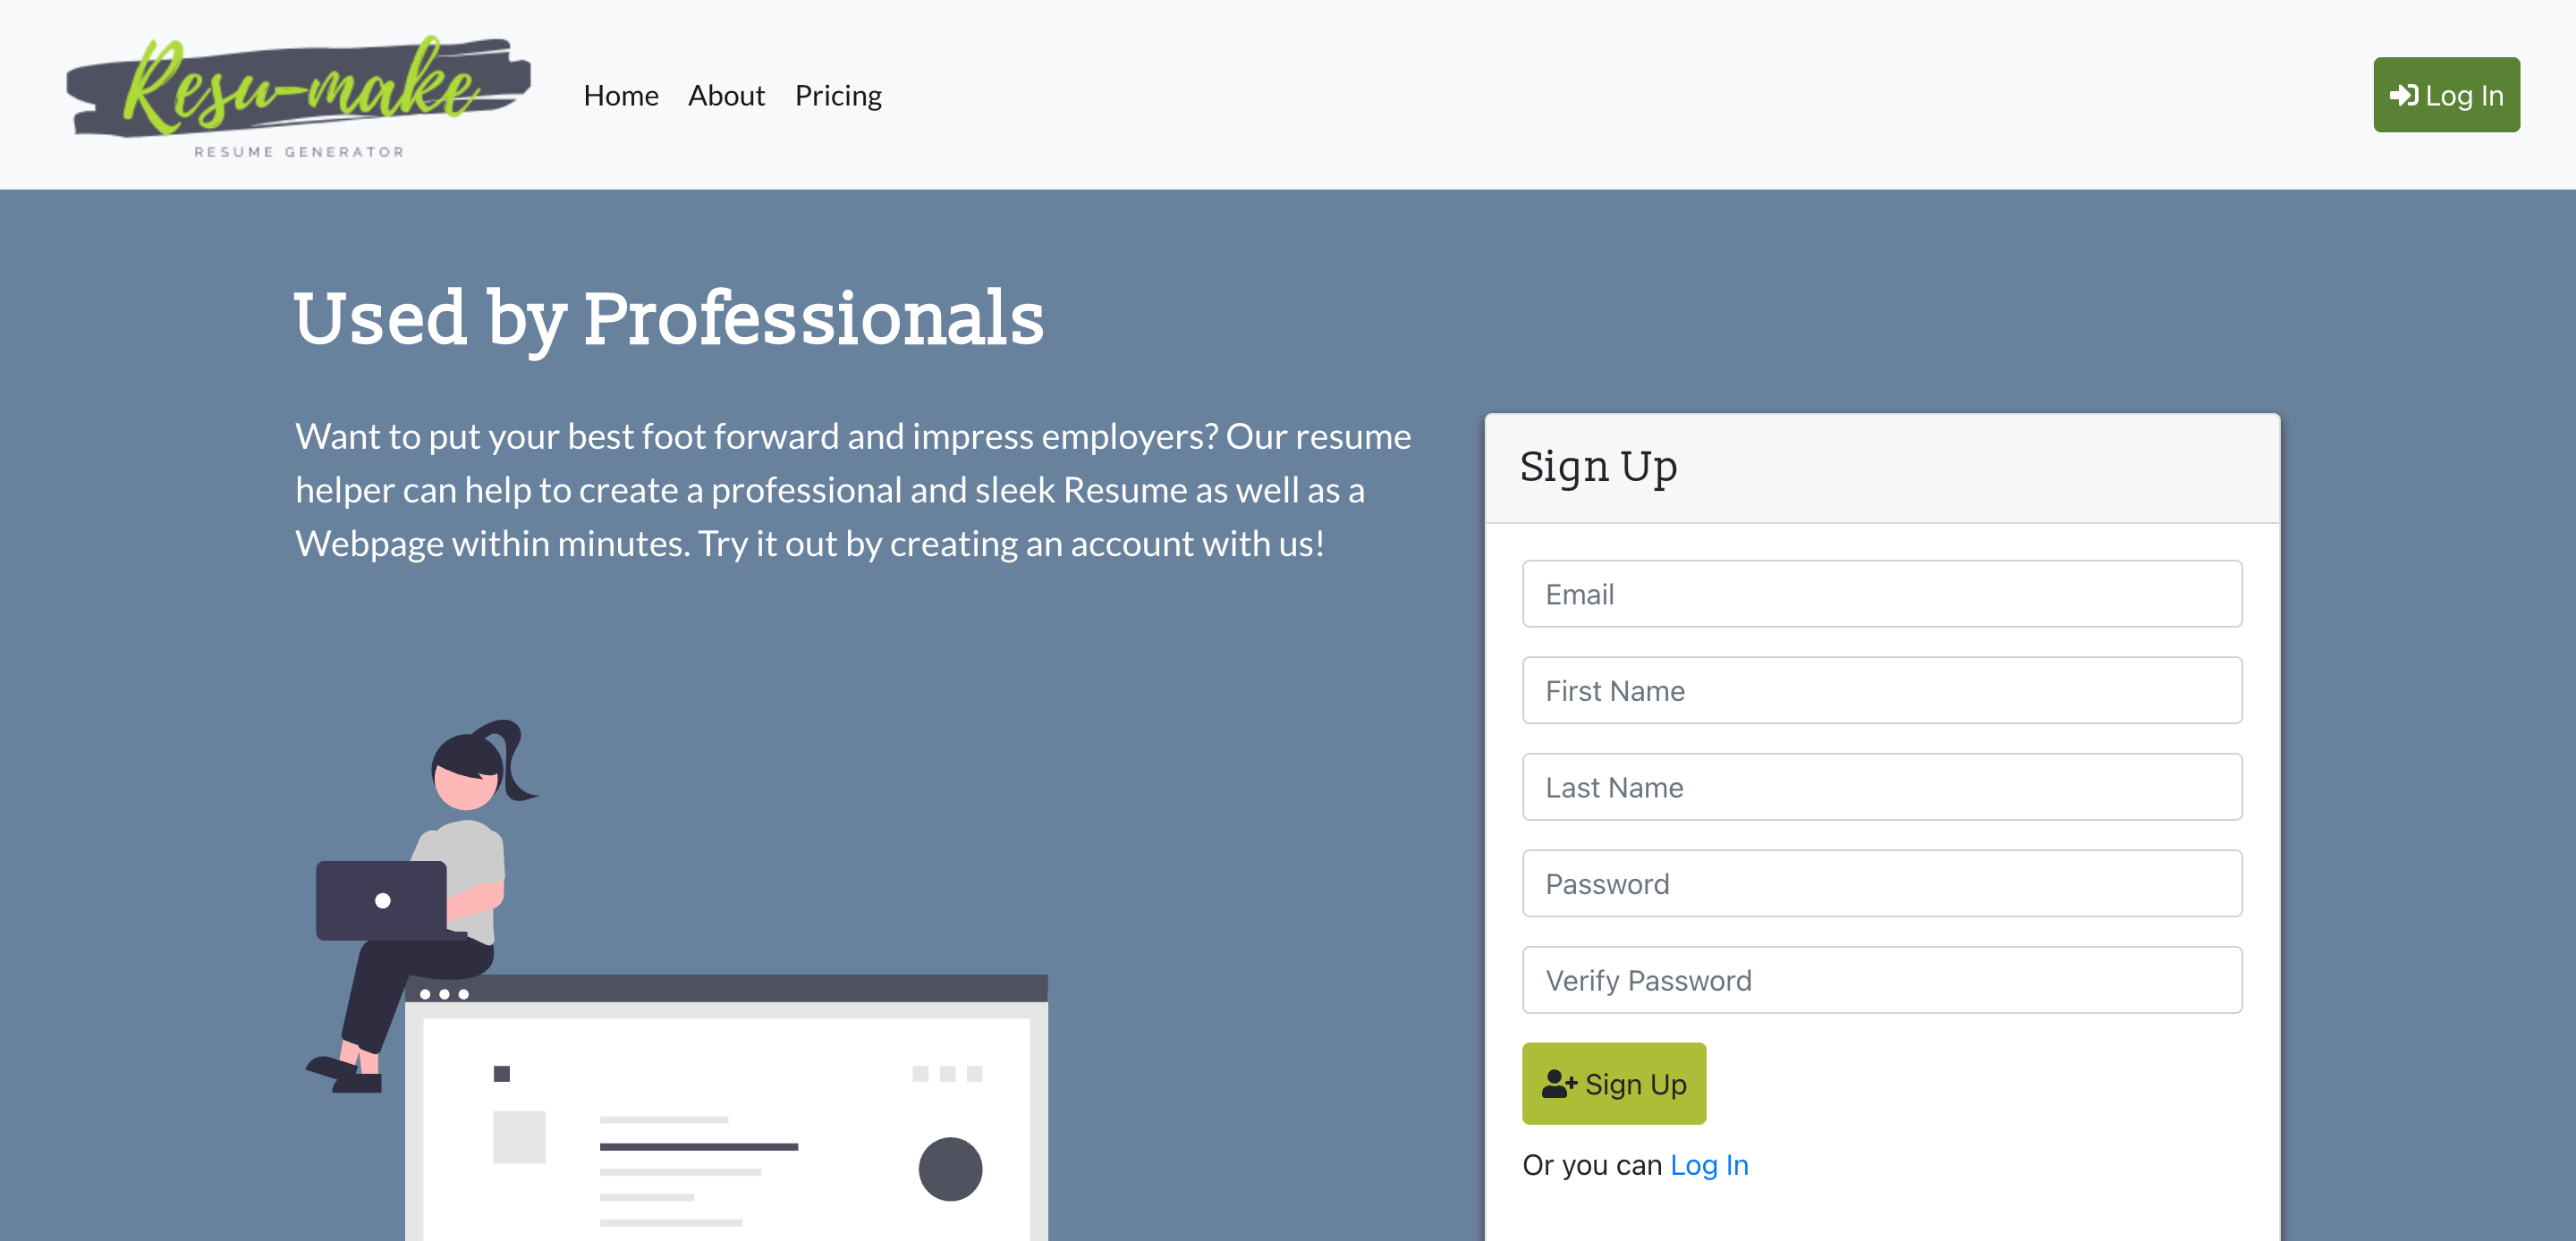 Resu-make
RESUME GENERATOR
Home About Pricing
Log In
Used by Professionals
Want to put your best foot forward and impress employers? Our resume
helper can help to create a professional and sleek Resume as well as a
Webpage within minutes. Try it out by creating an account with us!
Sign Up
Email
First Name
Last Name
Password
Verify Password
Sign Up
Or you can Log In